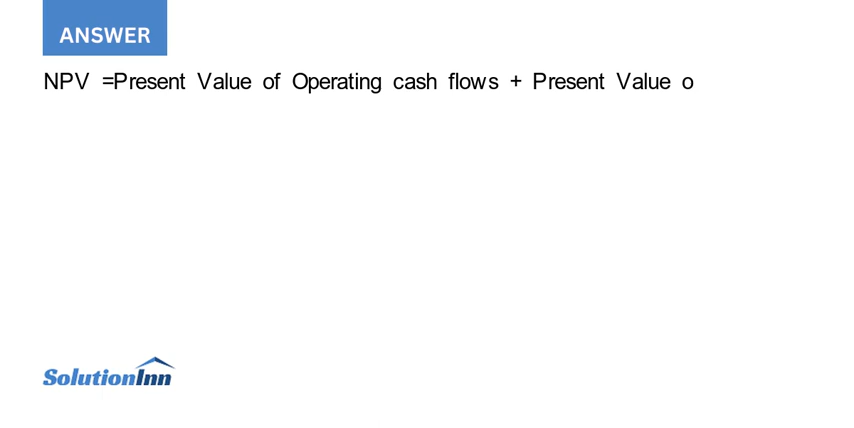 ANSWER
NPV =Present Value of Operating cash flows + Present Value o
SolutionInn